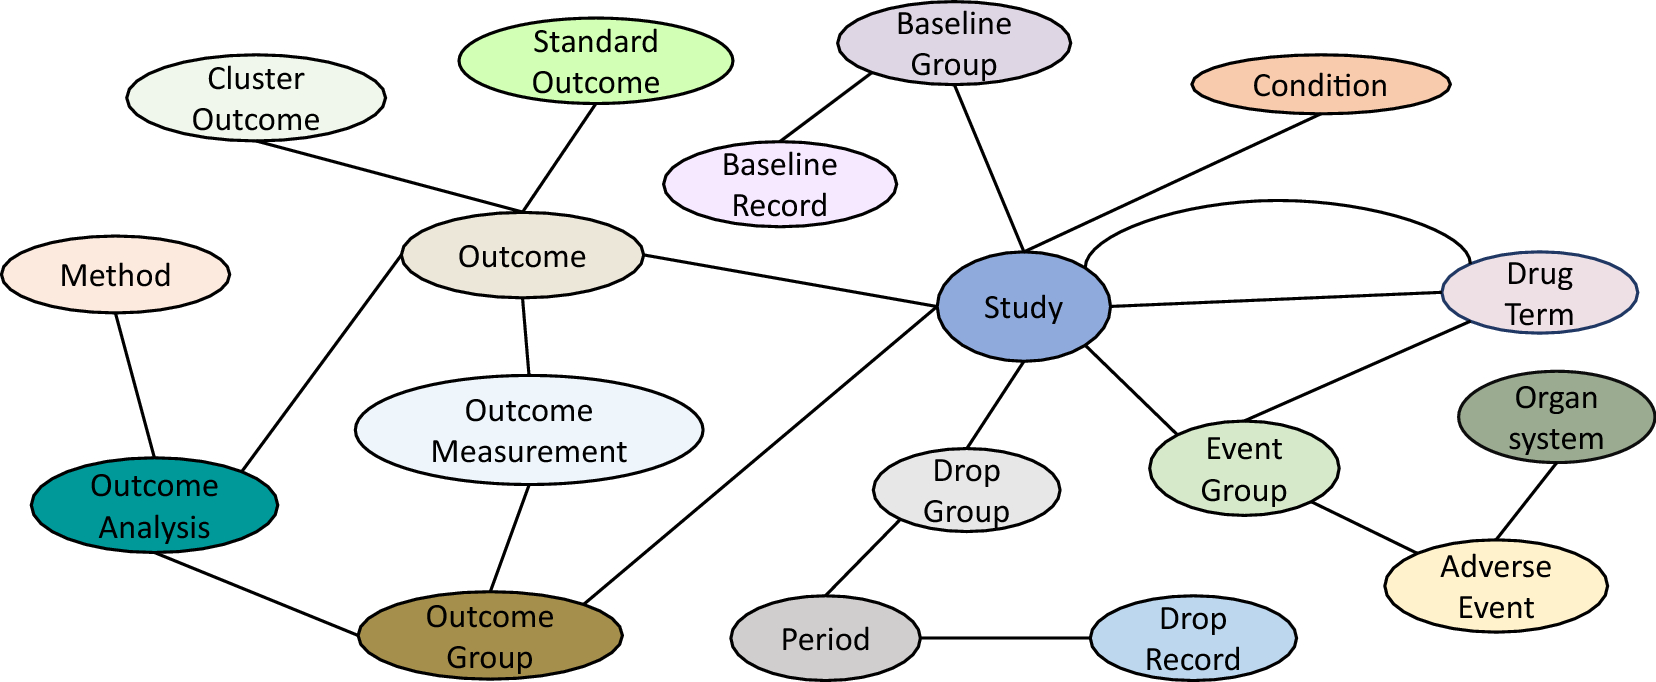 Baseline
Group
Standard
Outcome
Cluster
Outcome
Condition
Baseline
Record
Outcome
Method
Study
Drug
Term
Outcome
Measurement
Organ
system
Event
Group
Drop
Group
Outcome
Analysis
Adverse
Event
Outcome
Group
Period
Drop
Record